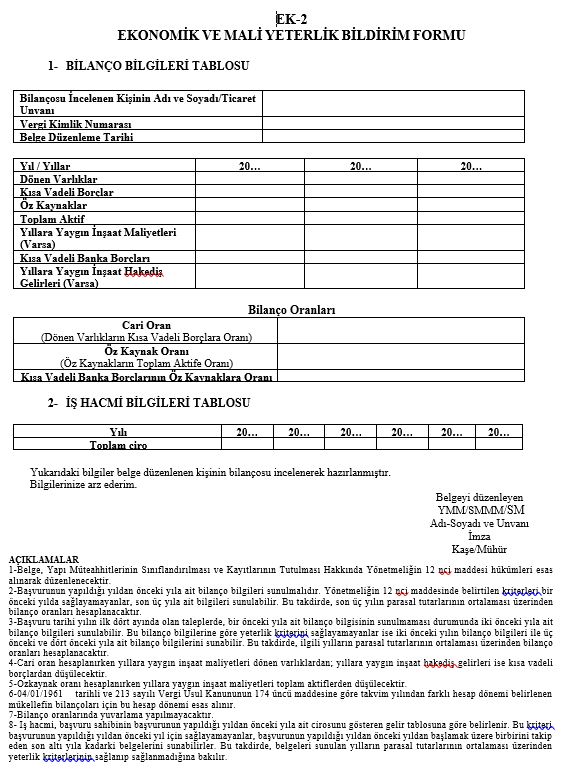 EK-2
EKONOMİK VE MALİ YETERLİK BİLDİRİM FORMU
1- BİLANÇO BİLGİLERİ TABLOSU
Bilançosu İncelenen Kişinin Adı ve Soyadı/Ticaret
Unvanı
Vergi Kimlik Numarası
Belge Düzenleme Tarihi
Yıl / Yıllar 20… 20… 20…
Dönen Varlıklar
Kısa Vadeli Borçlar
Öz Kaynaklar
Toplam Aktif
Yıllara Yaygın İnşaat Maliyetleri
(Varsa)
Kısa Vadeli Banka Borçları
Yıllara Yaygın İnşaat Hakediş
Gelirleri (Varsa)
Bilanço Oranları
Cari Oran
(Dönen Varlıkların Kısa Vadeli Borçlara Oranı)
Öz Kaynak Oranı
(Öz Kaynakların Toplam Aktife Oranı)
Kısa Vadeli Banka Borçlarının Öz Kaynaklara Oranı
2- İŞ HACMİ BİLGİLERİ TABLOSU
Yılı 20… 20… 20… 20… 20… 20…
Toplam ciro
Yukarıdaki bilgiler belge düzenlenen kişinin bilançosu incelenerek hazırlanmıştır.
Bilgilerinize arz ederim.
Belgeyi düzenleyen
YMM/SMMM/SM
Adı-Soyadı ve Unvanı
İmza
Kaşe/Mühür
AÇIKLAMALAR
1-Belge, Yapı Müteahhitlerinin Sınıflandırılması ve Kayıtlarının Tutulması Hakkında Yönetmeliğin 12 nci maddesi hükümleri esas
alınarak düzenlenecektir.
2-Başvurunun yapıldığı yıldan önceki yıla ait bilanço bilgileri sunulmalıdır. Yönetmeliğin 12 nci maddesinde belirtilen kriterleri bir
önceki yılda sağlayamayanlar, son üç yıla ait bilgileri sunulabilir. Bu takdirde, son üç yılın parasal tutarlarının ortalaması üzerinden
bilanço oranları hesaplanacaktır.
3-Başvuru tarihi yılın ilk dört ayında olan taleplerde, bir önceki yıla ait bilanço bilgisinin sunulmaması durumunda iki önceki yıla ait
bilanço bilgileri sunulabilir. Bu bilanço bilgilerine göre yeterlik kriterini sağlayamayanlar ise iki önceki yılın bilanço bilgileri ile üç
önceki ve dört önceki yıla ait bilanço bilgilerini sunabilir. Bu takdirde, ilgili yılların parasal tutarlarının ortalaması üzerinden bilanço
oranları hesaplanacaktır.
4-Cari oran hesaplanırken yıllara yaygın inşaat maliyetleri dönen varlıklardan; yıllara yaygın inşaat hakediş gelirleri ise kısa vadeli
borçlardan düşülecektir.
5-Özkaynak oranı hesaplanırken yıllara yaygın inşaat maliyetleri toplam aktiflerden düşülecektir.
6-04/01/1961 tarihli ve 213 sayılı Vergi Usul Kanununun 174 üncü maddesine göre takvim yılından farklı hesap dönemi belirlenen
mükellefin bilançoları için bu hesap dönemi esas alınır.
7-Bilanço oranlarında yuvarlama yapılmayacaktır.
8- İş hacmi, başvuru sahibinin başvurunun yapıldığı yıldan önceki yıla ait cirosunu gösteren gelir tablosuna göre belirlenir. Bu kriteri
başvurunun yapıldığı yıldan önceki yıl için sağlayamayanlar, başvurunun yapıldığı yıldan önceki yıldan başlamak üzere birbirini takip
eden son altı yıla kadarki belgelerini sunabilirler. Bu takdirde, belgeleri sunulan yılların parasal tutarlarının ortalaması üzerinden
yeterlik kriterlerinin sağlanıp sağlanmadığına bakılır.